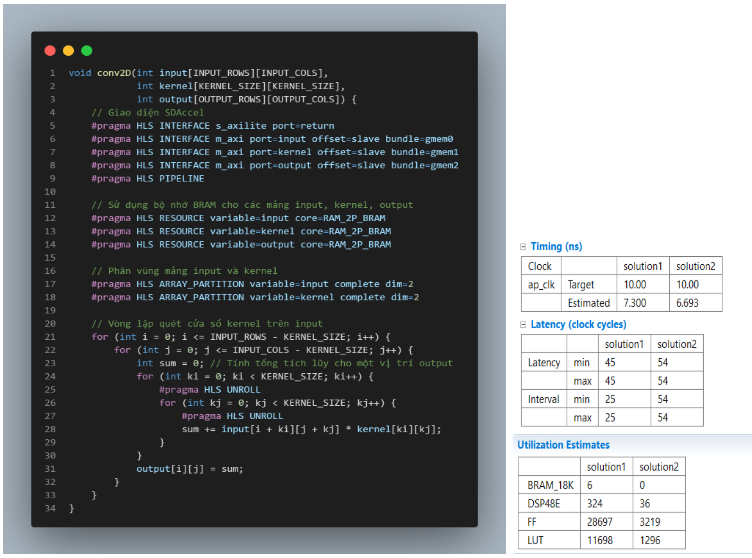 1 void conv2D(int input[INPUT_ROWS][INPUT_COLS],
2 int kernel[KERNEL_SIZE][KERNEL_SIZE],
3 int output[OUTPUT_ROWS][OUTPUT_COLS]) {
4 // Giao diện SDAccel
5 #pragma HLS INTERFACE s_axilite port=return
6 #pragma HLS INTERFACE m_axi port=input offset=slave bundle=gmem0
7 #pragma HLS INTERFACE m_axi port=kernel offset=slave bundle=gmem1
8 #pragma HLS INTERFACE m_axi port=output offset=slave bundle=gmem2
9 #pragma HLS PIPELINE
10
11 // Sử dụng bộ nhớ BRAM cho các mảng input, kernel, output
12 #pragma HLS RESOURCE variable=input core=RAM_2P_BRAM
13 #pragma HLS RESOURCE variable=kernel core=RAM_2P_BRAM
14 #pragma HLS RESOURCE variable=output core=RAM_2P_BRAM
15
16 // Phân vùng mảng input và kernel
17 #pragma HLS ARRAY_PARTITION variable=input complete dim=2
18 #pragma HLS ARRAY_PARTITION variable=kernel complete dim=2
19
20 // Vòng lặp quét cửa sổ kernel trên input
21 for (int i = 0; i <= INPUT_ROWS - KERNEL_SIZE; i++) {
22 for (int j = 0; j <= INPUT_COLS - KERNEL_SIZE; j++) {
23 int sum = 0; // Tính tổng tích lũy cho một vị trí output
24 for (int ki = 0; ki < KERNEL_SIZE; ki++) {
25 #pragma HLS UNROLL
26 for (int kj = 0; kj < KERNEL_SIZE; kj++) {
27 #pragma HLS UNROLL
28 sum += input[i + ki][j + kj] * kernel[ki][kj];
29 }
30 }
31 output[i][j] = sum;
32 }
33 }
34 }
Timing (ns)
Clock solution1 solution2
ap_clk Target 10.00 10.00
Estimated 7.300 6.693
Latency (clock cycles)
solution1 solution2
Latency min 45 54
max 45 54
Interval min 25 54
max 25 54
Utilization Estimates
solution1 solution2
BRAM_18K 6 0
DSP48E 324 36
FF 28697 3219
LUT 11698 1296